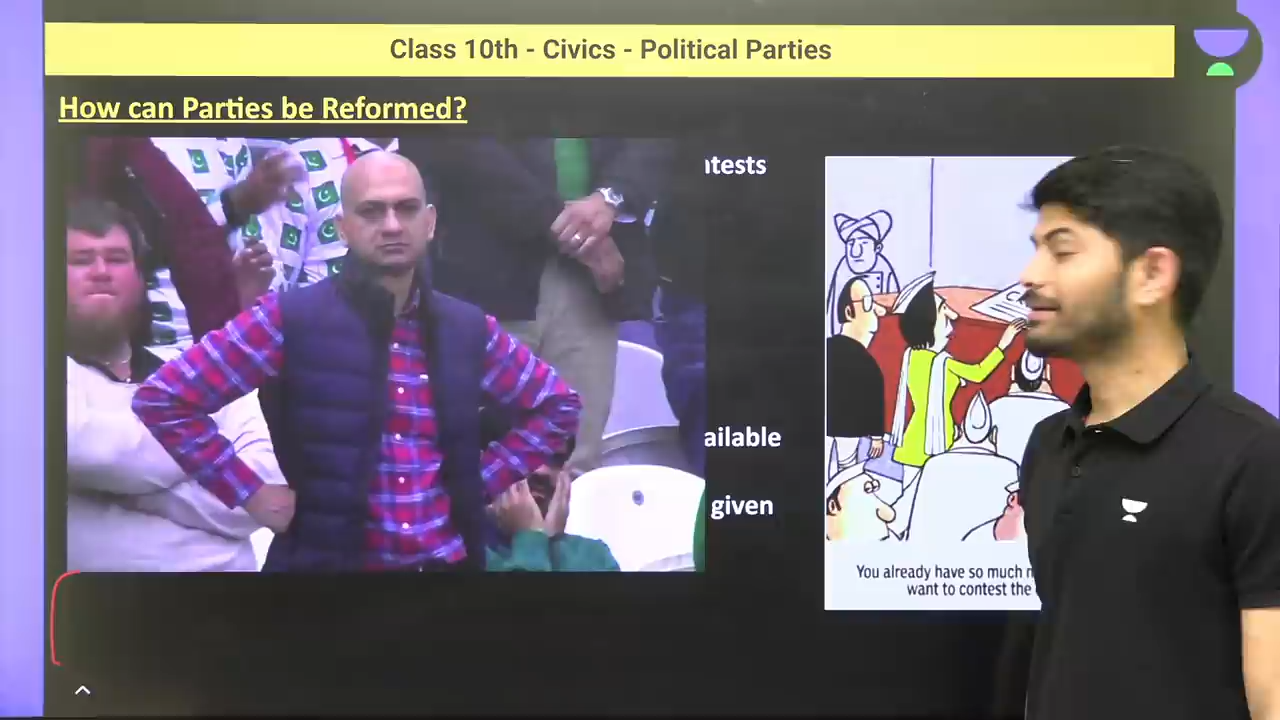 Class 10th - Civics - Political Parties
How can Parties be Reformed?
ntests
ailable
given
You already have so much
want to contest the